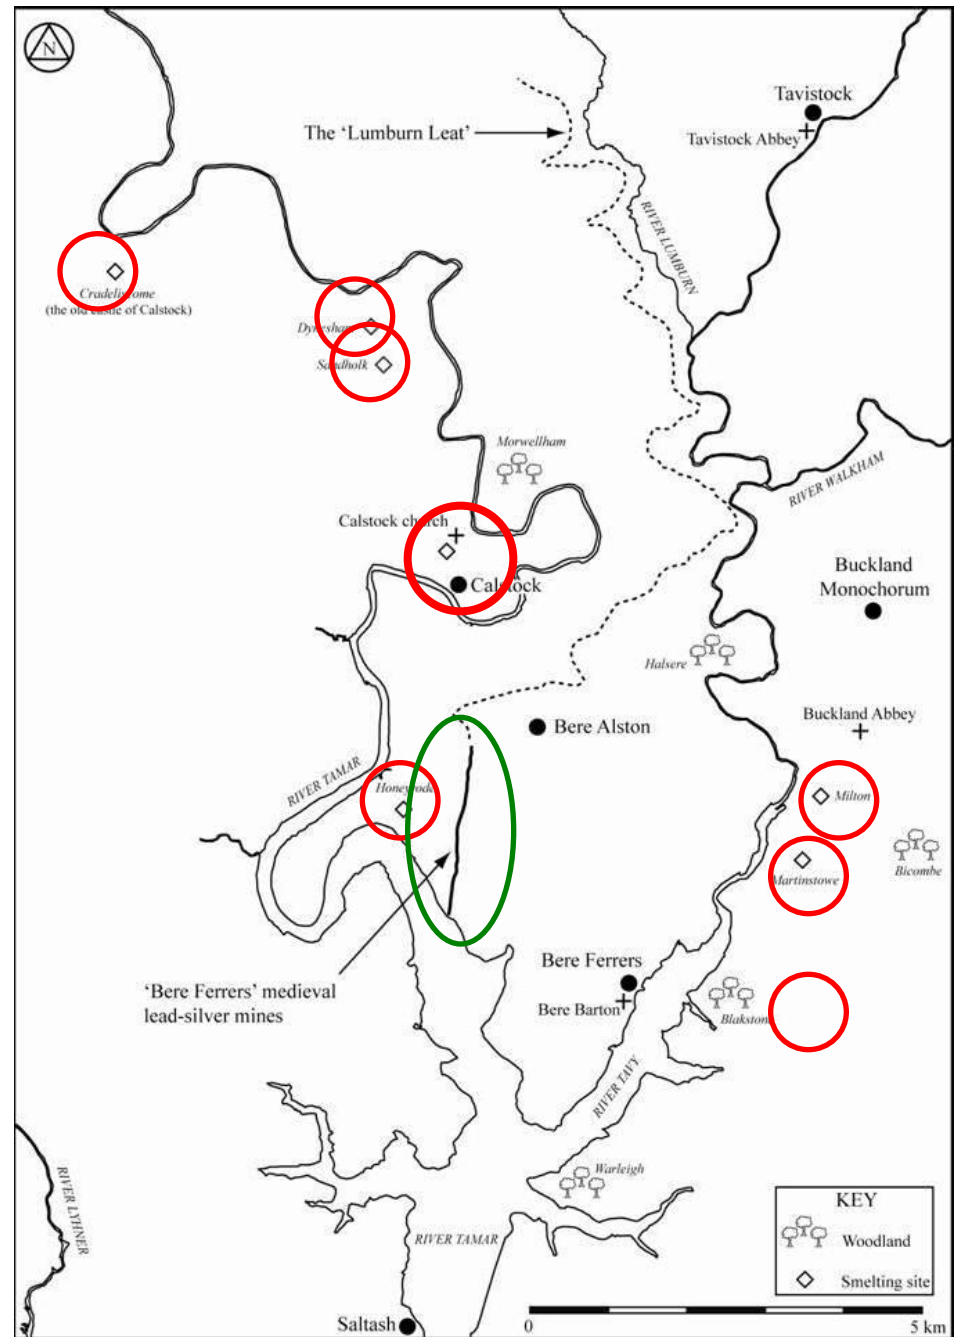 N
Tavistock
Tavistock Abbey
The 'Lumburn Leat'
RIVER LUMBURN
(the old castle of Calstock)
Sandholk
Morwellham
RIVER WALKHAM
Calstock church
Calstock
Buckland
Monochorum
Halsere
Buckland Abbey
Bere Alston
RIVER TAMAR
Milton
Martinstowe
Bicombe
'Bere Ferrers' medieval
lead-silver mines
Bere Ferrers
Bere Barton
RIVER TAVY
Warleigh
RIVER LYHNER
RIVER TAMAR
Saltash
KEY
Woodland
Smelting site
0
5 km